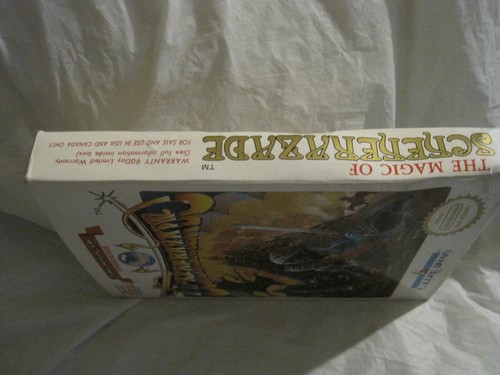 THE MAGIC OF
SCHEHERAZADE
TM
WARRANTY 90Day Limited Warranty
(See full information inside box)
FOR SALE AND USE IN USA AND CANADA ONLY